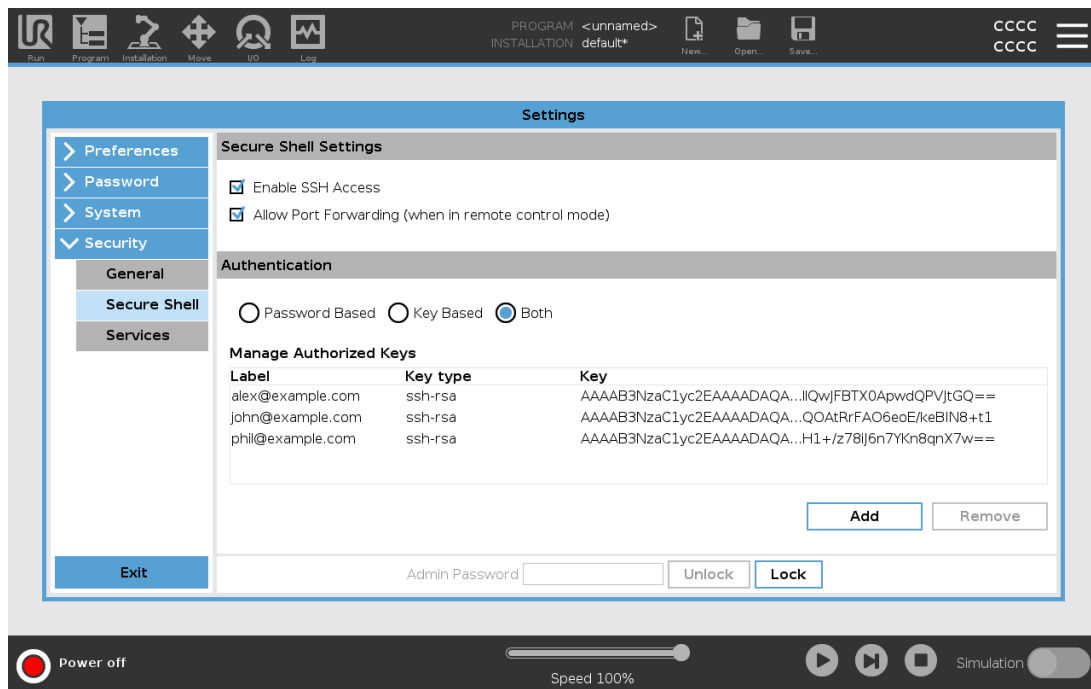 PROGRAM <unnamed>
INSTALLATION default*
CCCC
CCCC
Run Program Installation Move I/O Log New... Open... Save...
Settings
Preferences
Password
System
Security
General
Secure Shell
Services
Exit
Secure Shell Settings
Enable SSH Access
Allow Port Forwarding (when in remote control mode)
Authentication
Password Based Key Based Both
Manage Authorized Keys
Label Key type Key
alex@example.com ssh-rsa AAAAB3NzaC1yc2EAAAADAQA...llQwJFBTX0ApwdQPVJtGQ==
john@example.com ssh-rsa AAAAB3NzaC1yc2EAAAADAQA...QOAtRrFAO6eoE/keBIN8+t1
phil@example.com ssh-rsa AAAAB3NzaC1yc2EAAAADAQA...H1+/z78iJ6n7YKn8qnX7w==
Add Remove
Admin Password Unlock Lock
Power off
Speed 100%
Simulation